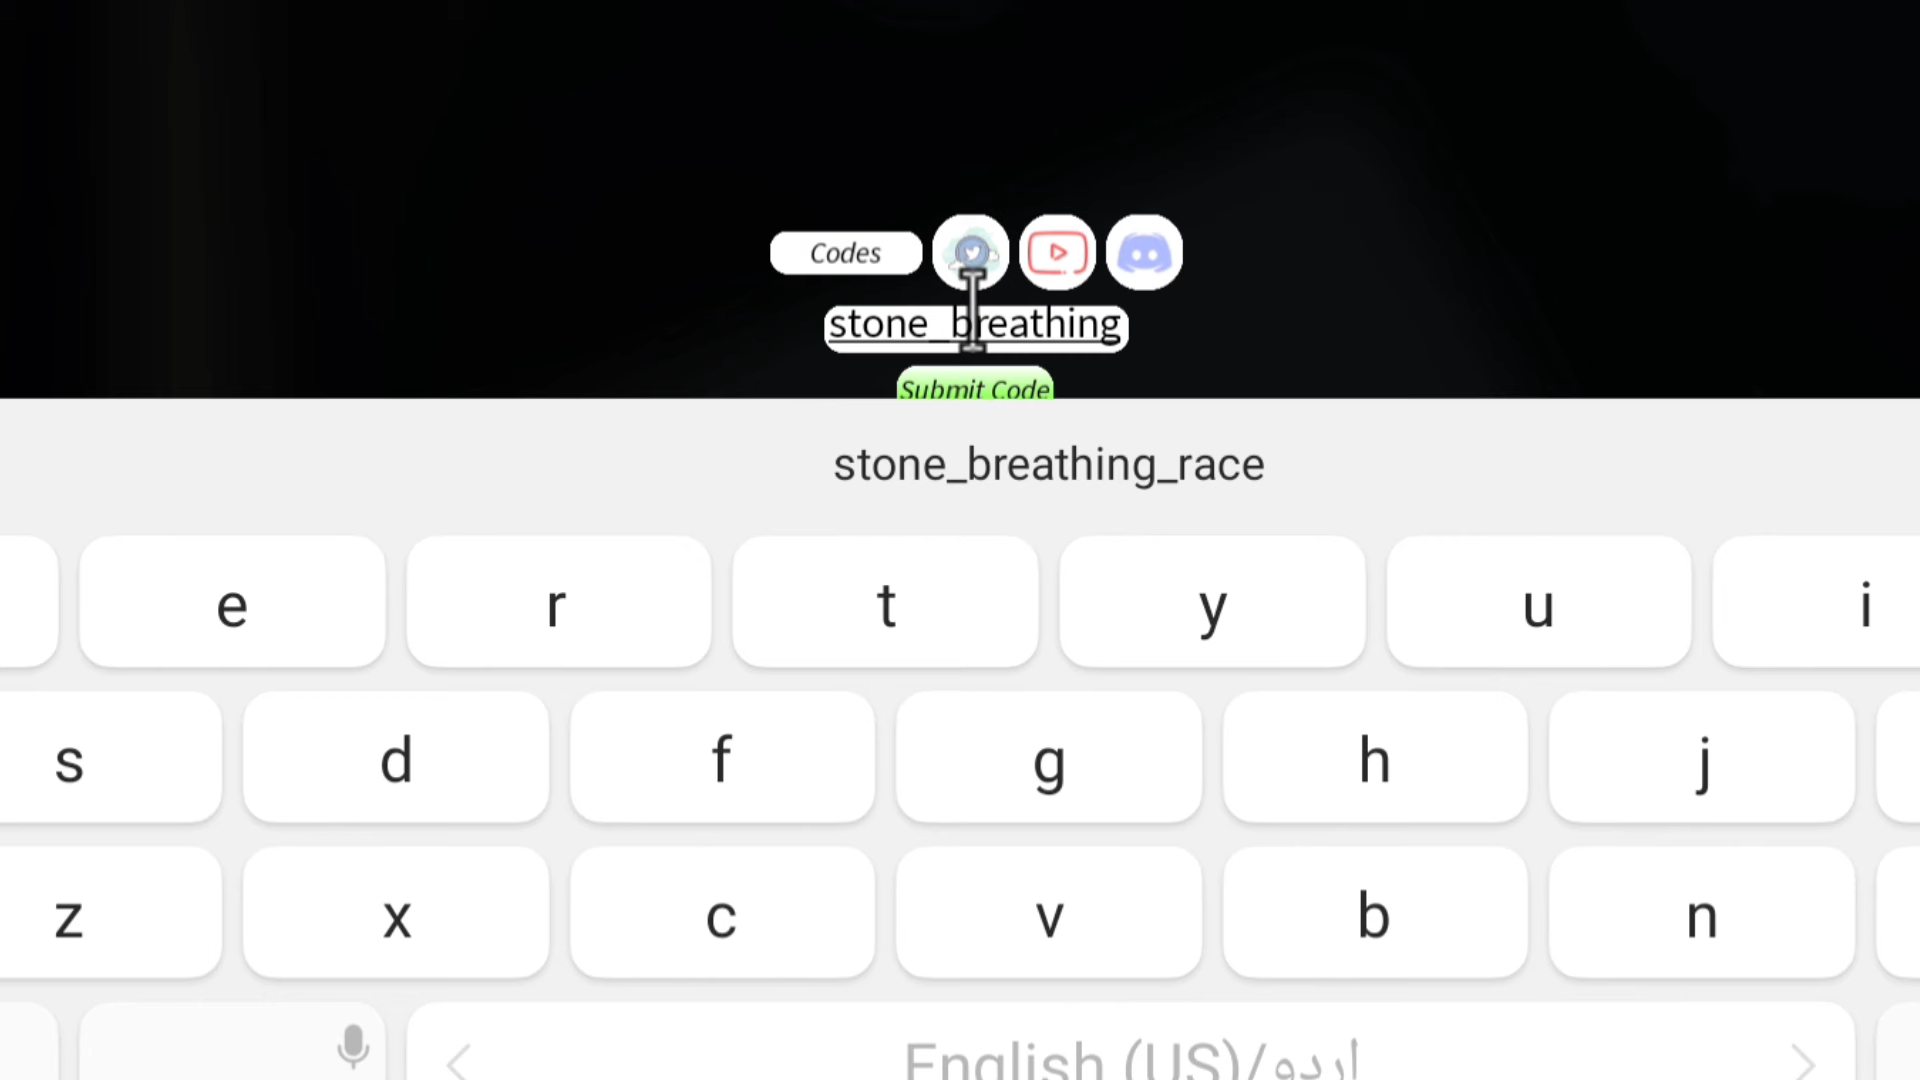 Codes
stone_breathing
Submit Code
stone_breathing_race
e r t y u i
s d f g h j
z x c v b n
English (US)/اردو